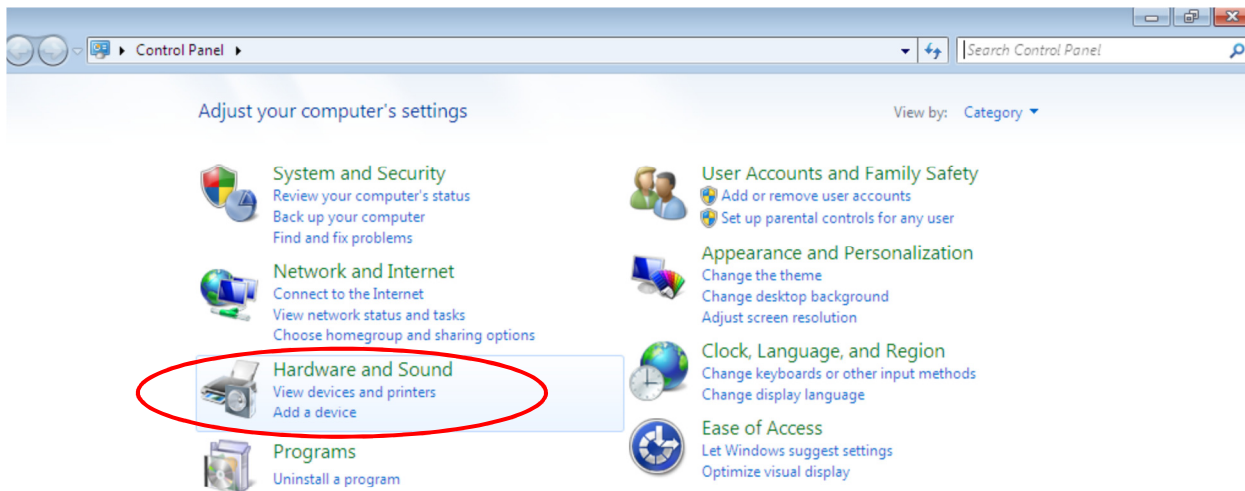 Control Panel
Search Control Panel
Adjust your computer's settings
View by: Category
System and Security
Review your computer's status
Back up your computer
Find and fix problems
Network and Internet
Connect to the Internet
View network status and tasks
Choose homegroup and sharing options
Hardware and Sound
View devices and printers
Add a device
Programs
Uninstall a program
User Accounts and Family Safety
Add or remove user accounts
Set up parental controls for any user
Appearance and Personalization
Change the theme
Change desktop background
Adjust screen resolution
Clock, Language, and Region
Change keyboards or other input methods
Change display language
Ease of Access
Let Windows suggest settings
Optimize visual display